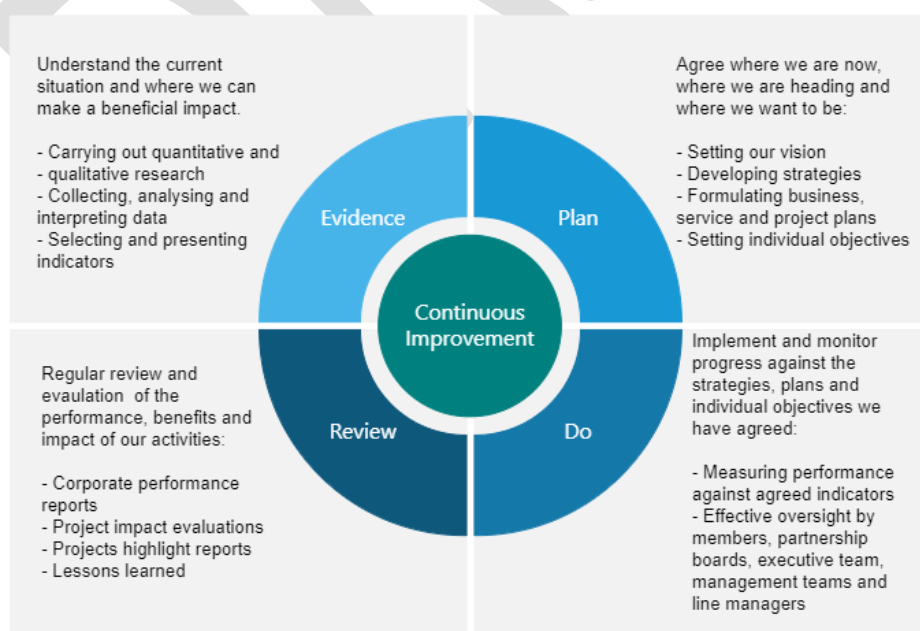 Understand the current
situation and where we can
make a beneficial impact.
- Carrying out quantitative and
- qualitative research
- Collecting, analysing and
interpreting data
- Selecting and presenting
indicators
Evidence
Agree where we are now,
where we are heading and
where we want to be:
- Setting our vision
- Developing strategies
- Formulating business,
service and project plans
- Setting individual objectives
Plan
Continuous
Improvement
Regular review and
evaulation of the
performance, benefits and
impact of our activities:
- Corporate performance
reports
- Project impact evaluations
- Projects highlight reports
- Lessons learned
Review
Do
Implement and monitor
progress against the
strategies, plans and
individual objectives we
have agreed:
- Measuring performance
against agreed indicators
- Effective oversight by
members, partnership
boards, executive team,
management teams and
line managers